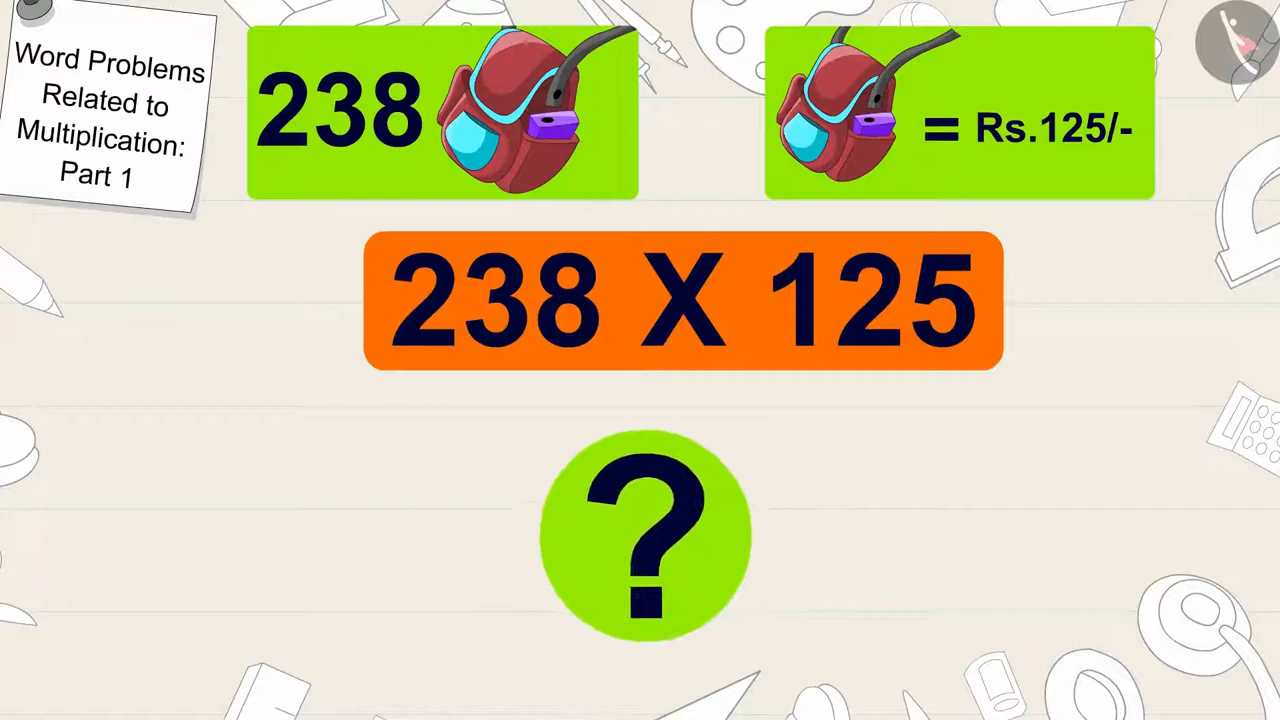 Word Problems
Related to
Multiplication:
Part 1
238
= Rs.125/-
238 X 125
?